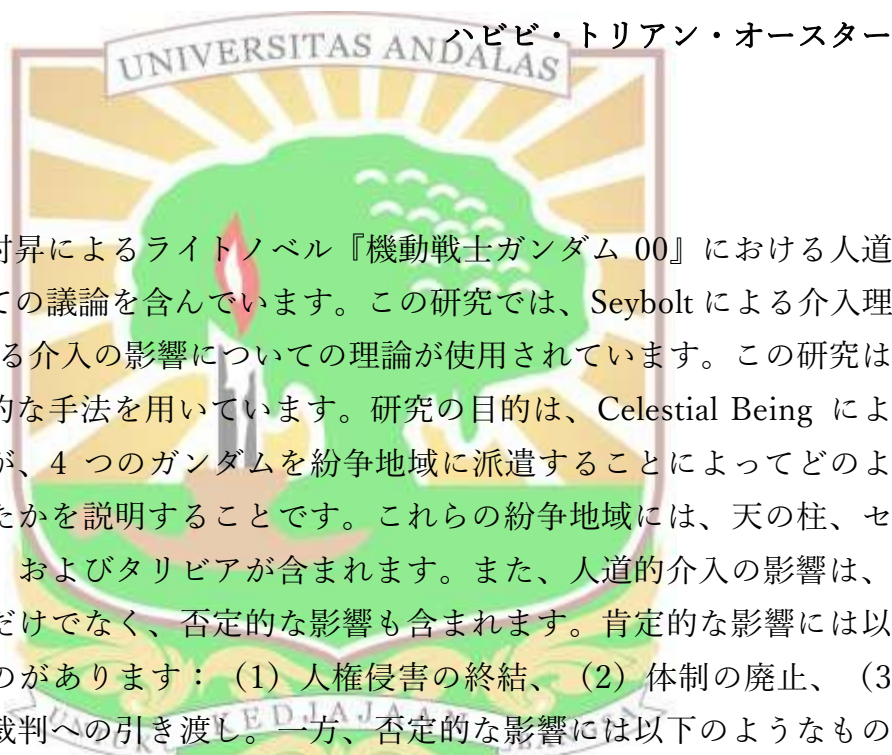 ハビビ・トリアン・オースター
UNIVERSITAS ANDALAS
村昇によるライトノベル『機動戦士ガンダム 00』における人道
ての議論を含んでいます。この研究では、Seybolt による介入理
る介入の影響についての理論が使用されています。この研究は
的な手法を用いています。研究の目的は、Celestial Being によ
が、4 つのガンダムを紛争地域に派遣することによってどのよ
たかを説明することです。これらの紛争地域には、天の柱、セ
およびタリビアが含まれます。また、人道的介入の影響は、
だけでなく、否定的な影響も含まれます。肯定的な影響には以
のがあります：（1）人権侵害の終結、（2）体制の廃止、（3
裁判への引き渡し。一方、否定的な影響には以下のようなもの
KEDJAJAAN